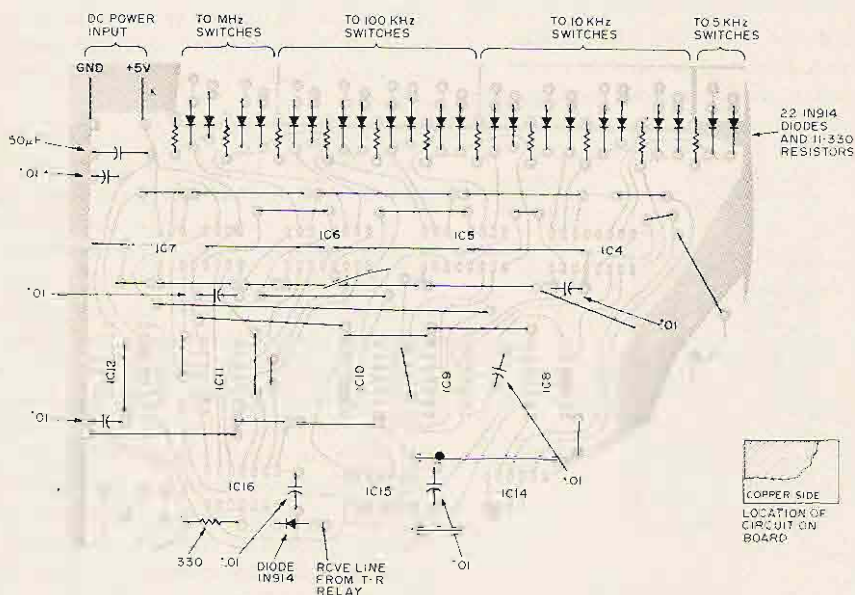 DC POWER
INPUT
TO MHz
SWITCHES
TO 100 KHz
SWITCHES
TO 10 KHz
SWITCHES
TO 5 KHz
SWITCHES
GND +5V
K
22 IN914
DIODES
AND 11-330
RESISTORS
50µF
.01
IC7
IC6
IC5
IC4
.01
.01
IC12
IC11
IC10
IC9
IC8
.01
.01
IC16
IC15
IC14
COPPER SIDE
LOCATION OF
CIRCUIT ON
BOARD
330
.01
DIODE
IN914
RCVE LINE
FROM T-R
RELAY
.01